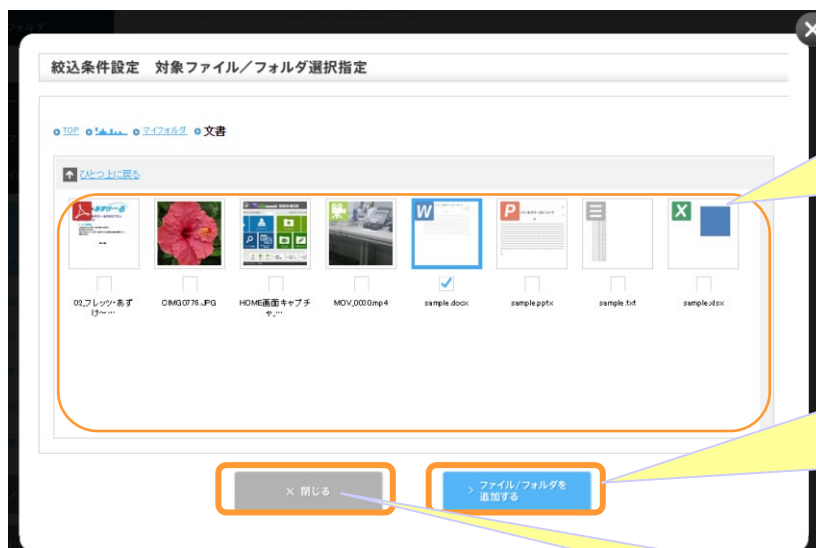 絞込条件設定 対象ファイル/フォルダ選択指定
TOP マイフォルダ 文書
ひとつ上に戻る
02_フレッツ・あず
け~…
CIMG0776.JPG
HOME画面キャプチ
ャ_…
MOV_0030.mp4
sample.docx
sample.pptx
sample.txt
sample.xlsx
× 閉じる
> ファイル/フォルダを
追加する